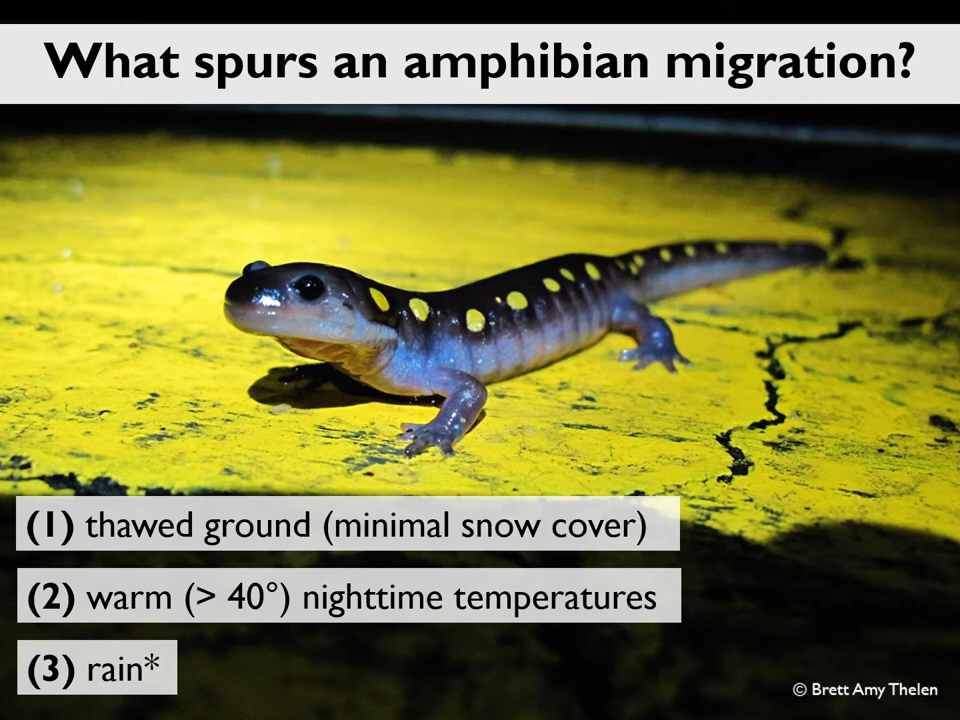 What spurs an amphibian migration?
(1) thawed ground (minimal snow cover)
(2) warm (> 40°) nighttime temperatures
(3) rain*
© Brett Amy Thelen